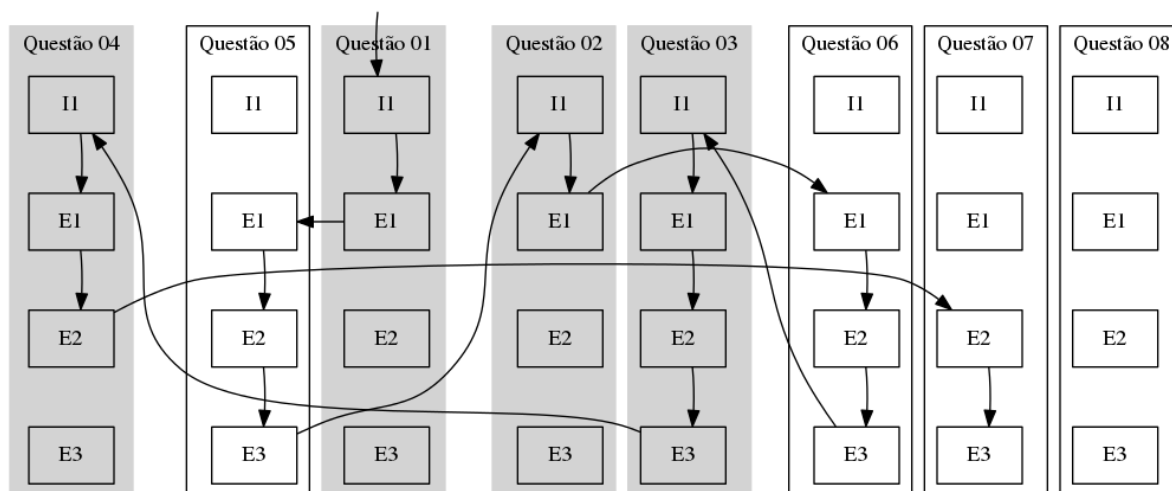 Questão 04 Questão 05 Questão 01 Questão 02 Questão 03 Questão 06 Questão 07 Questão 08
I1 I1 I1 I1 I1 I1 I1 I1
E1 E1 E1 E1 E1 E1 E1 E1
E2 E2 E2 E2 E2 E2 E2 E2
E3 E3 E3 E3 E3 E3 E3 E3